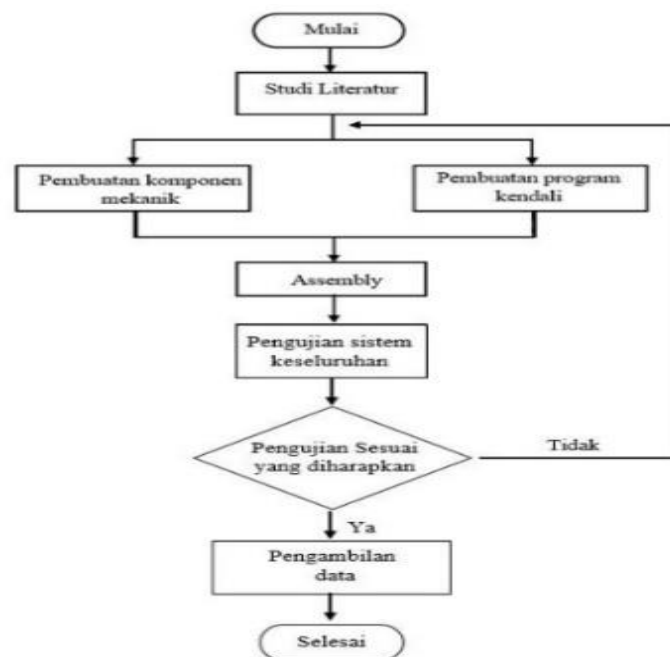 Mulai
Studi Literatur
Pembuatan komponen
mekanik
Pembuatan program
kendali
Assembly
Pengujian sistem
keseluruhan
Pengujian Sesuai
yang diharapkan
Tidak
Ya
Pengambilan
data
Selesai